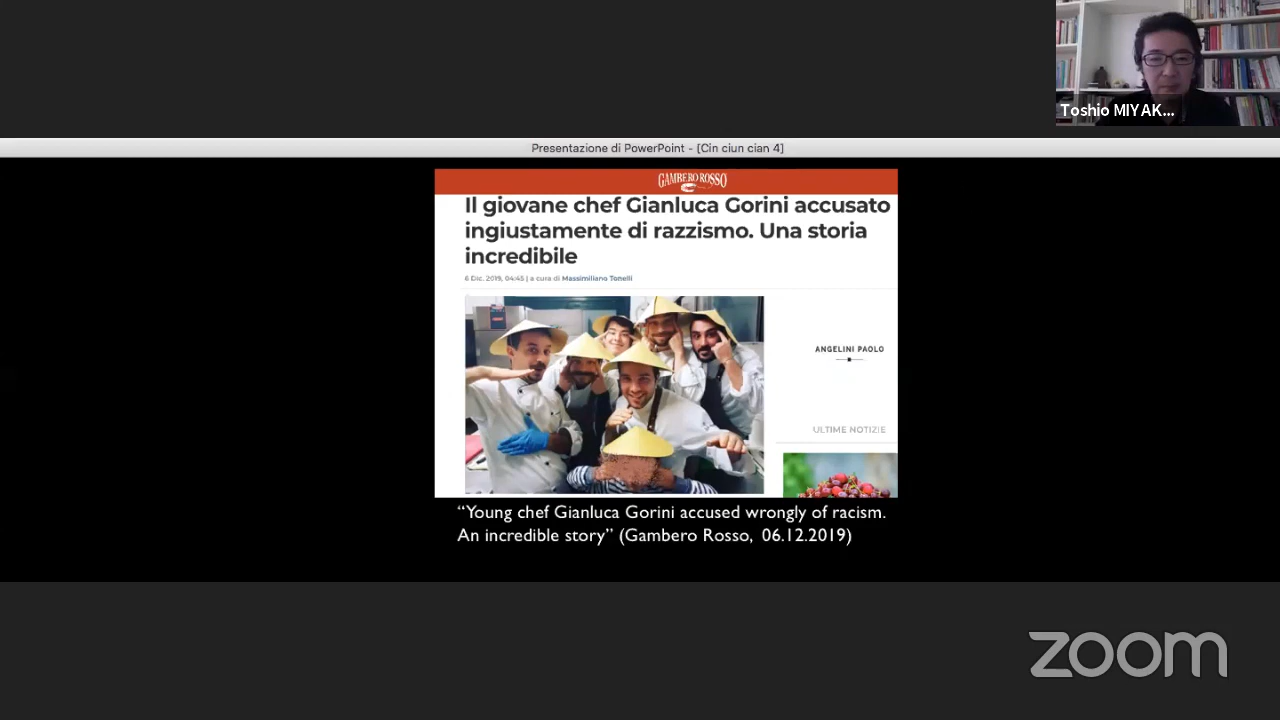 Toshio MIYAK...
Presentazione di PowerPoint - [Cin ciun cian 4]
GAMBERO ROSSO
Il giovane chef Gianluca Gorini accusato
ingiustamente di razzismo. Una storia
incredibile
6 Dic. 2019, 04:45 | a cura di Massimiliano Tonelli
ANGELINI PAOLO
ULTIME NOTIZIE
“Young chef Gianluca Gorini accused wrongly of racism.
An incredible story” (Gambero Rosso, 06.12.2019)
zoom